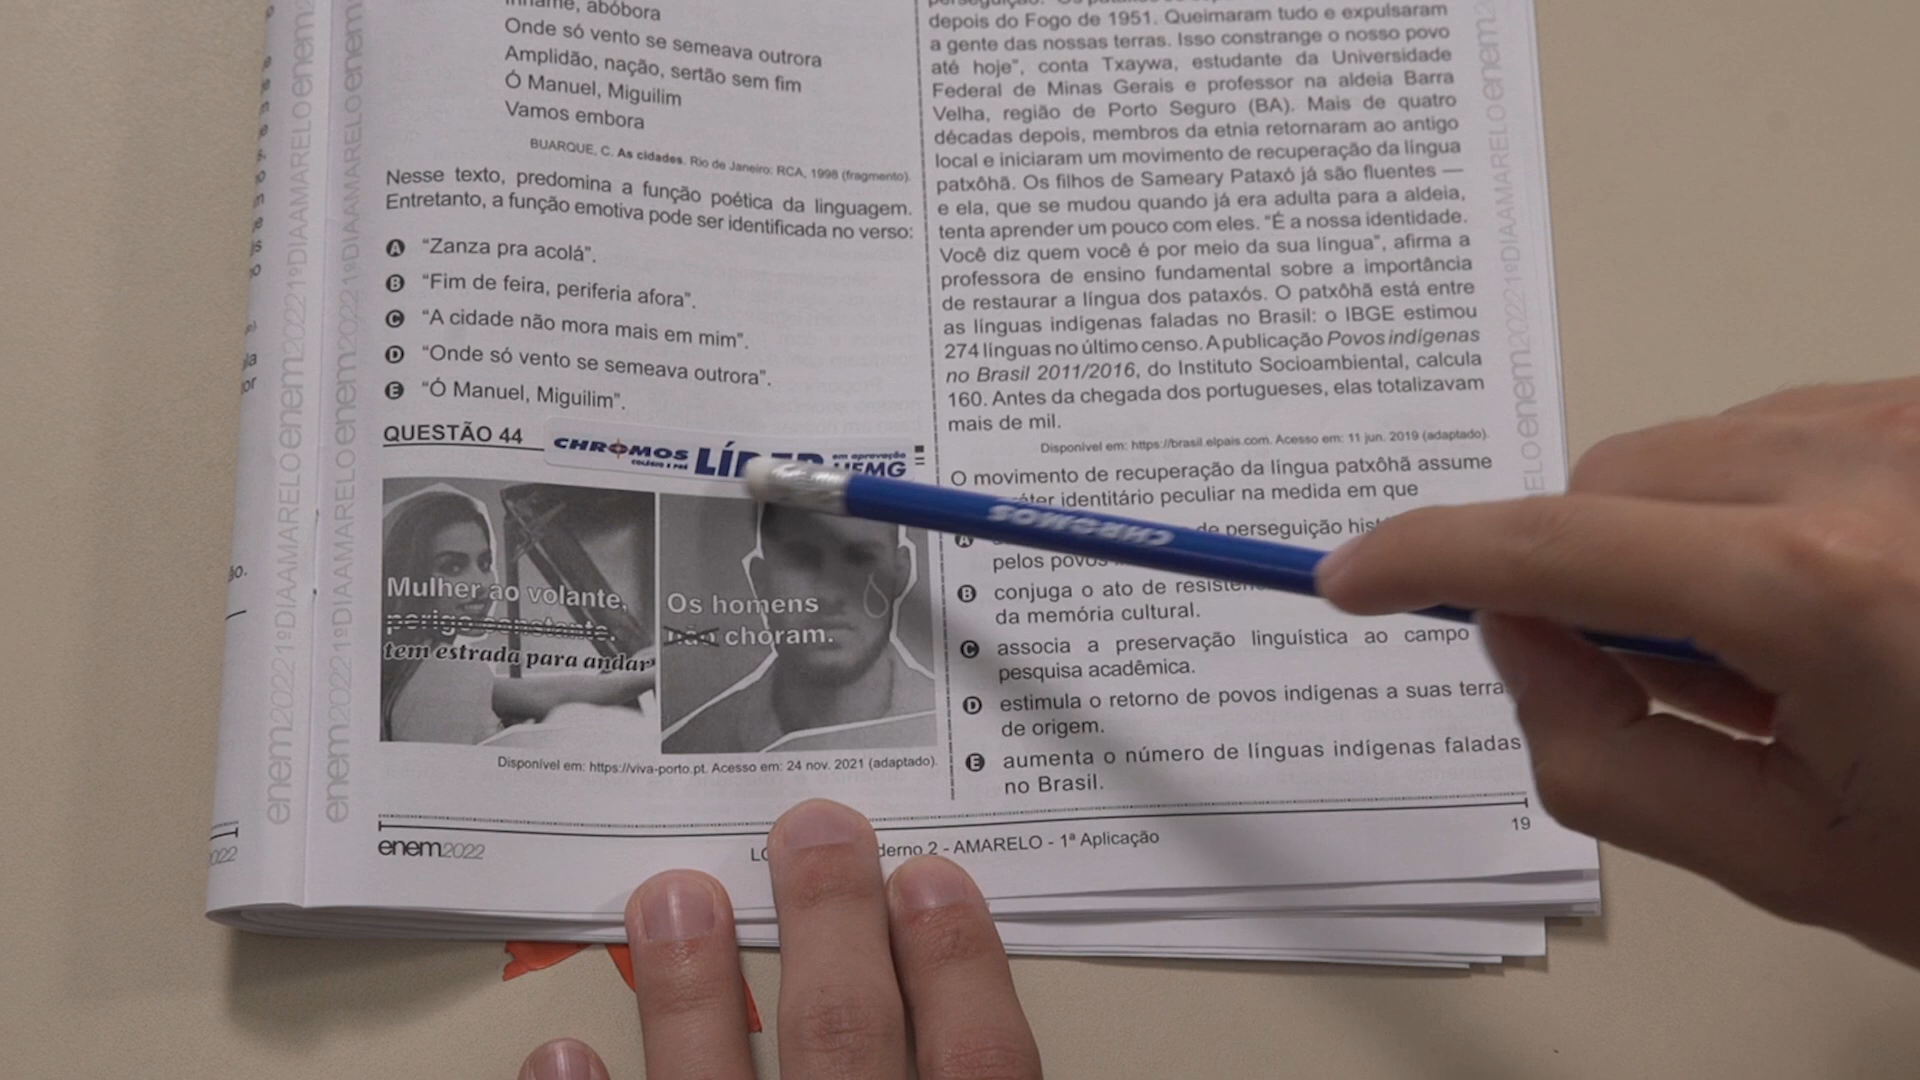 abóbora
Onde só vento se semeava outrora
Amplidão, nação, sertão sem fim
Ó Manuel, Miguilim
Vamos embora
BUARQUE, C. As cidades. Rio de Janeiro: RCA, 1998 (fragmento).
Nesse texto, predomina a função poética da linguagem.
Entretanto, a função emotiva pode ser identificada no verso:
A "Zanza pra acolá".
B "Fim de feira, periferia afora".
C "A cidade não mora mais em mim".
D "Onde só vento se semeava outrora".
E "Ó Manuel, Miguilim".
QUESTÃO 44
CHROMOS
COLÉGIO E PRÉ
em aprovação
UFMG
Mulher ao volante,
perigo constante.
tem estrada para andar
Os homens
não choram.
Disponível em: https://viva-porto.pt. Acesso em: 24 nov. 2021 (adaptado).
depois do Fogo de 1951. Queimaram tudo e expulsaram
a gente das nossas terras. Isso constrange o nosso povo
até hoje", conta Txaywa, estudante da Universidade
Federal de Minas Gerais e professor na aldeia Barra
Velha, região de Porto Seguro (BA). Mais de quatro
décadas depois, membros da etnia retornaram ao antigo
local e iniciaram um movimento de recuperação da língua
patxôhã. Os filhos de Sameary Pataxó já são fluentes —
e ela, que se mudou quando já era adulta para a aldeia,
tenta aprender um pouco com eles. "É a nossa identidade.
Você diz quem você é por meio da sua língua", afirma a
professora de ensino fundamental sobre a importância
de restaurar a língua dos pataxós. O patxôhã está entre
as línguas indígenas faladas no Brasil: o IBGE estimou
274 línguas no último censo. A publicação Povos indígenas
no Brasil 2011/2016, do Instituto Socioambiental, calcula
160. Antes da chegada dos portugueses, elas totalizavam
mais de mil.
Disponível em: https://brasil.elpais.com. Acesso em: 11 jun. 2019 (adaptado).
O movimento de recuperação da língua patxôhã assume
identitário peculiar na medida em que
A de perseguição
pelos
B conjuga o ato de
da memória cultural.
C associa a preservação linguística ao campo
pesquisa acadêmica.
D estimula o retorno de povos indígenas a suas
de origem.
E aumenta o número de línguas indígenas faladas
no Brasil.
enem2022
2 - AMARELO - 1ª Aplicação
19
CHROMOS
enem20221ºDIAAMARELO
enem20221ºDIAAMARELO
enem20221ºDIAAMARELO